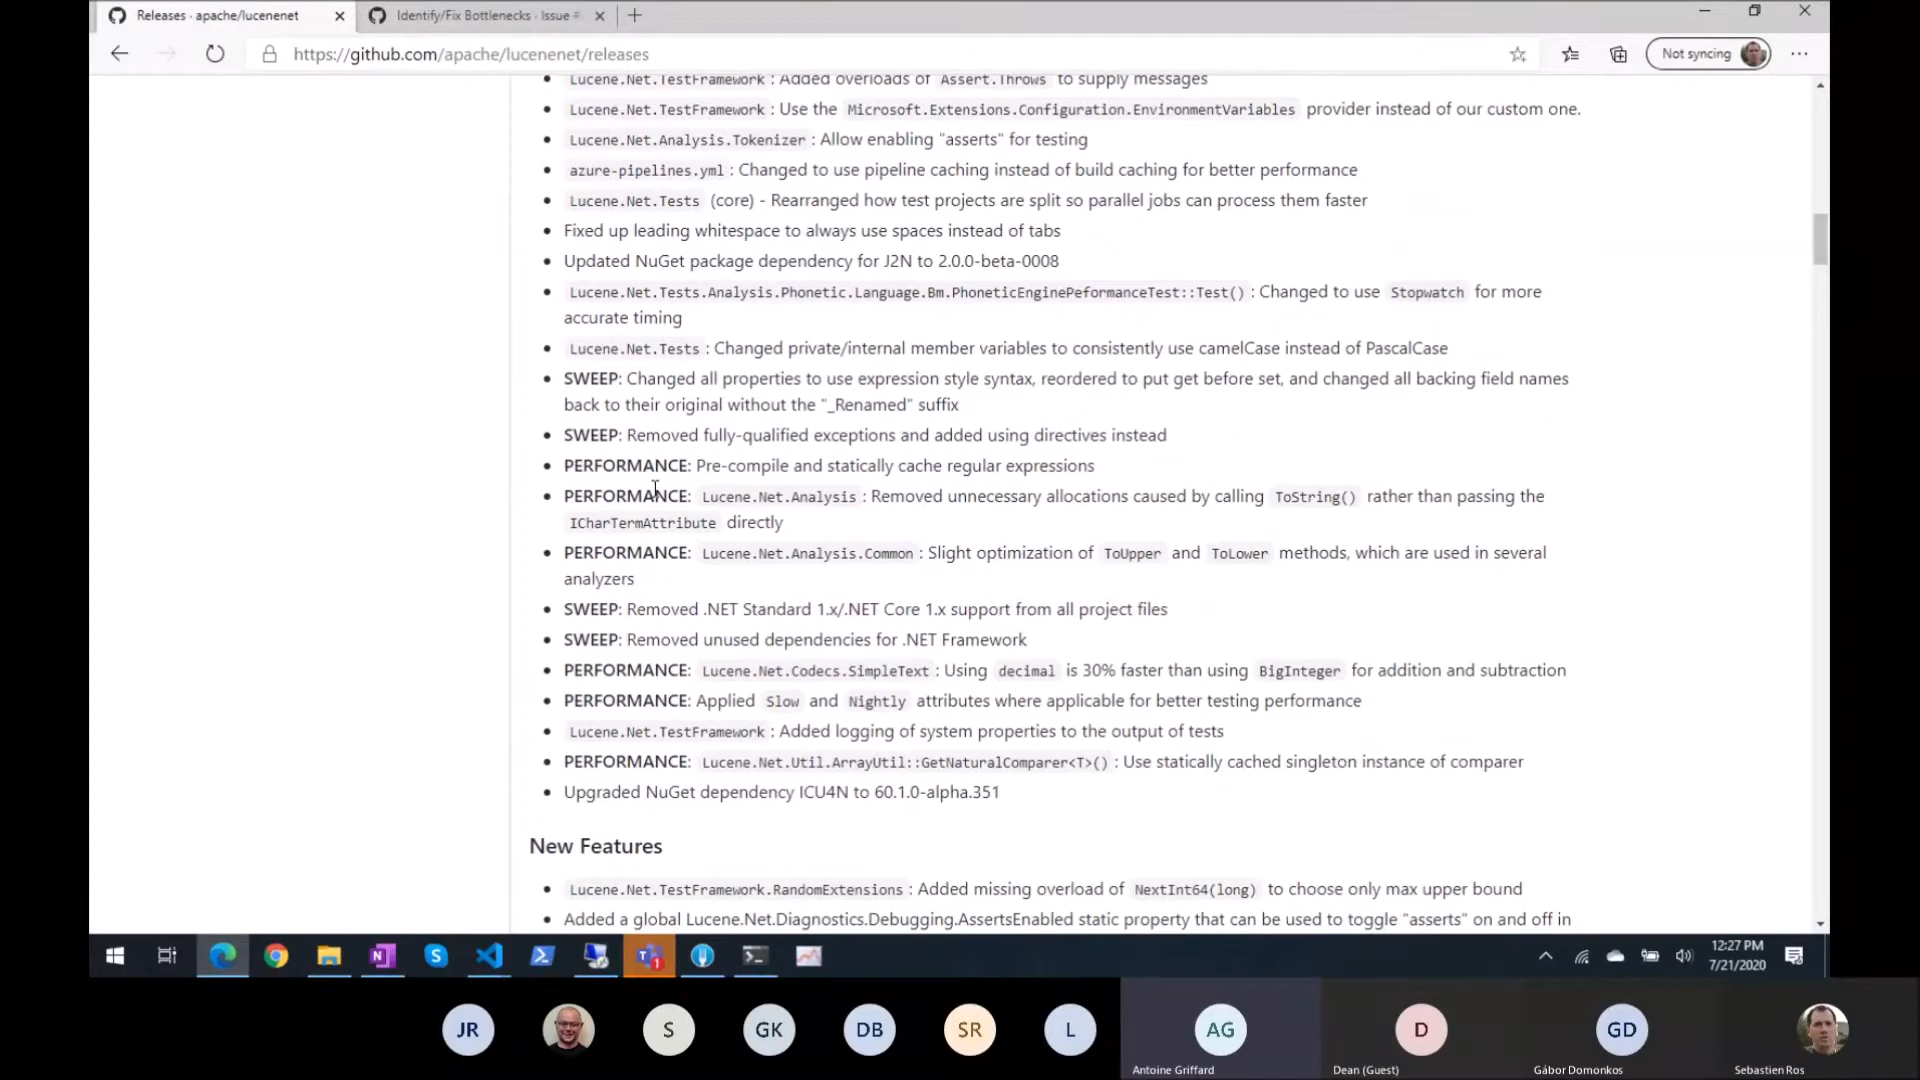 Releases · apache/lucenenet
Identify/Fix Bottlenecks · Issue #
https://github.com/apache/lucenenet/releases
Not syncing
Lucene.Net.TestFramework : Added overloads of Assert.Throws to supply messages
Lucene.Net.TestFramework : Use the Microsoft.Extensions.Configuration.EnvironmentVariables provider instead of our custom one.
Lucene.Net.Analysis.Tokenizer : Allow enabling "asserts" for testing
azure-pipelines.yml : Changed to use pipeline caching instead of build caching for better performance
Lucene.Net.Tests (core) - Rearranged how test projects are split so parallel jobs can process them faster
Fixed up leading whitespace to always use spaces instead of tabs
Updated NuGet package dependency for J2N to 2.0.0-beta-0008
Lucene.Net.Tests.Analysis.Phonetic.Language.Bm.PhoneticEnginePeformanceTest::Test() : Changed to use Stopwatch for more
accurate timing
Lucene.Net.Tests : Changed private/internal member variables to consistently use camelCase instead of PascalCase
SWEEP: Changed all properties to use expression style syntax, reordered to put get before set, and changed all backing field names
back to their original without the "_Renamed" suffix
SWEEP: Removed fully-qualified exceptions and added using directives instead
PERFORMANCE: Pre-compile and statically cache regular expressions
PERFORMANCE: Lucene.Net.Analysis : Removed unnecessary allocations caused by calling ToString() rather than passing the
ICharTermAttribute directly
PERFORMANCE: Lucene.Net.Analysis.Common : Slight optimization of ToUpper and ToLower methods, which are used in several
analyzers
SWEEP: Removed .NET Standard 1.x/.NET Core 1.x support from all project files
SWEEP: Removed unused dependencies for .NET Framework
PERFORMANCE: Lucene.Net.Codecs.SimpleText : Using decimal is 30% faster than using BigInteger for addition and subtraction
PERFORMANCE: Applied Slow and Nightly attributes where applicable for better testing performance
Lucene.Net.TestFramework : Added logging of system properties to the output of tests
PERFORMANCE: Lucene.Net.Util.ArrayUtil::GetNaturalComparer<T>() : Use statically cached singleton instance of comparer
Upgraded NuGet dependency ICU4N to 60.1.0-alpha.351
New Features
Lucene.Net.TestFramework.RandomExtensions : Added missing overload of NextInt64(long) to choose only max upper bound
Added a global Lucene.Net.Diagnostics.Debugging.AssertsEnabled static property that can be used to toggle "asserts" on and off in
12:27 PM
7/21/2020
JR S GK DB SR L AG D GD
Antoine Griffard Dean (Guest) Gábor Domonkos Sebastien Ros